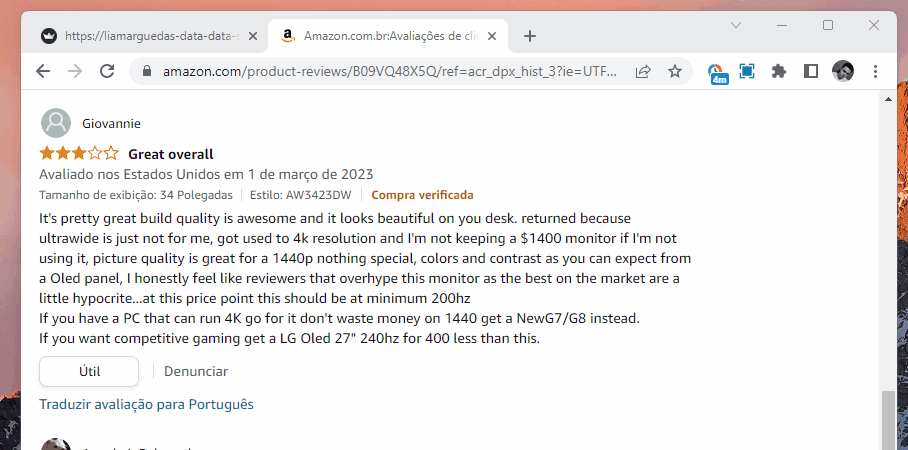 https://liamarguedas-data-data-s
Amazon.com.br:Avaliações de clie
amazon.com/product-reviews/B09VQ48X5Q/ref=acr_dpx_hist_3?ie=UTF...
4m
Giovannie
Great overall
Avaliado nos Estados Unidos em 1 de março de 2023
Tamanho de exibição: 34 Polegadas | Estilo: AW3423DW | Compra verificada
It's pretty great build quality is awesome and it looks beautiful on you desk. returned because
ultrawide is just not for me, got used to 4k resolution and I'm not keeping a $1400 monitor if I'm not
using it, picture quality is great for a 1440p nothing special, colors and contrast as you can expect from
a Oled panel, I honestly feel like reviewers that overhype this monitor as the best on the market are a
little hypocrite...at this price point this should be at minimum 200hz
If you have a PC that can run 4K go for it don't waste money on 1440 get a NewG7/G8 instead.
If you want competitive gaming get a LG Oled 27" 240hz for 400 less than this.
Útil | Denunciar
Traduzir avaliação para Português